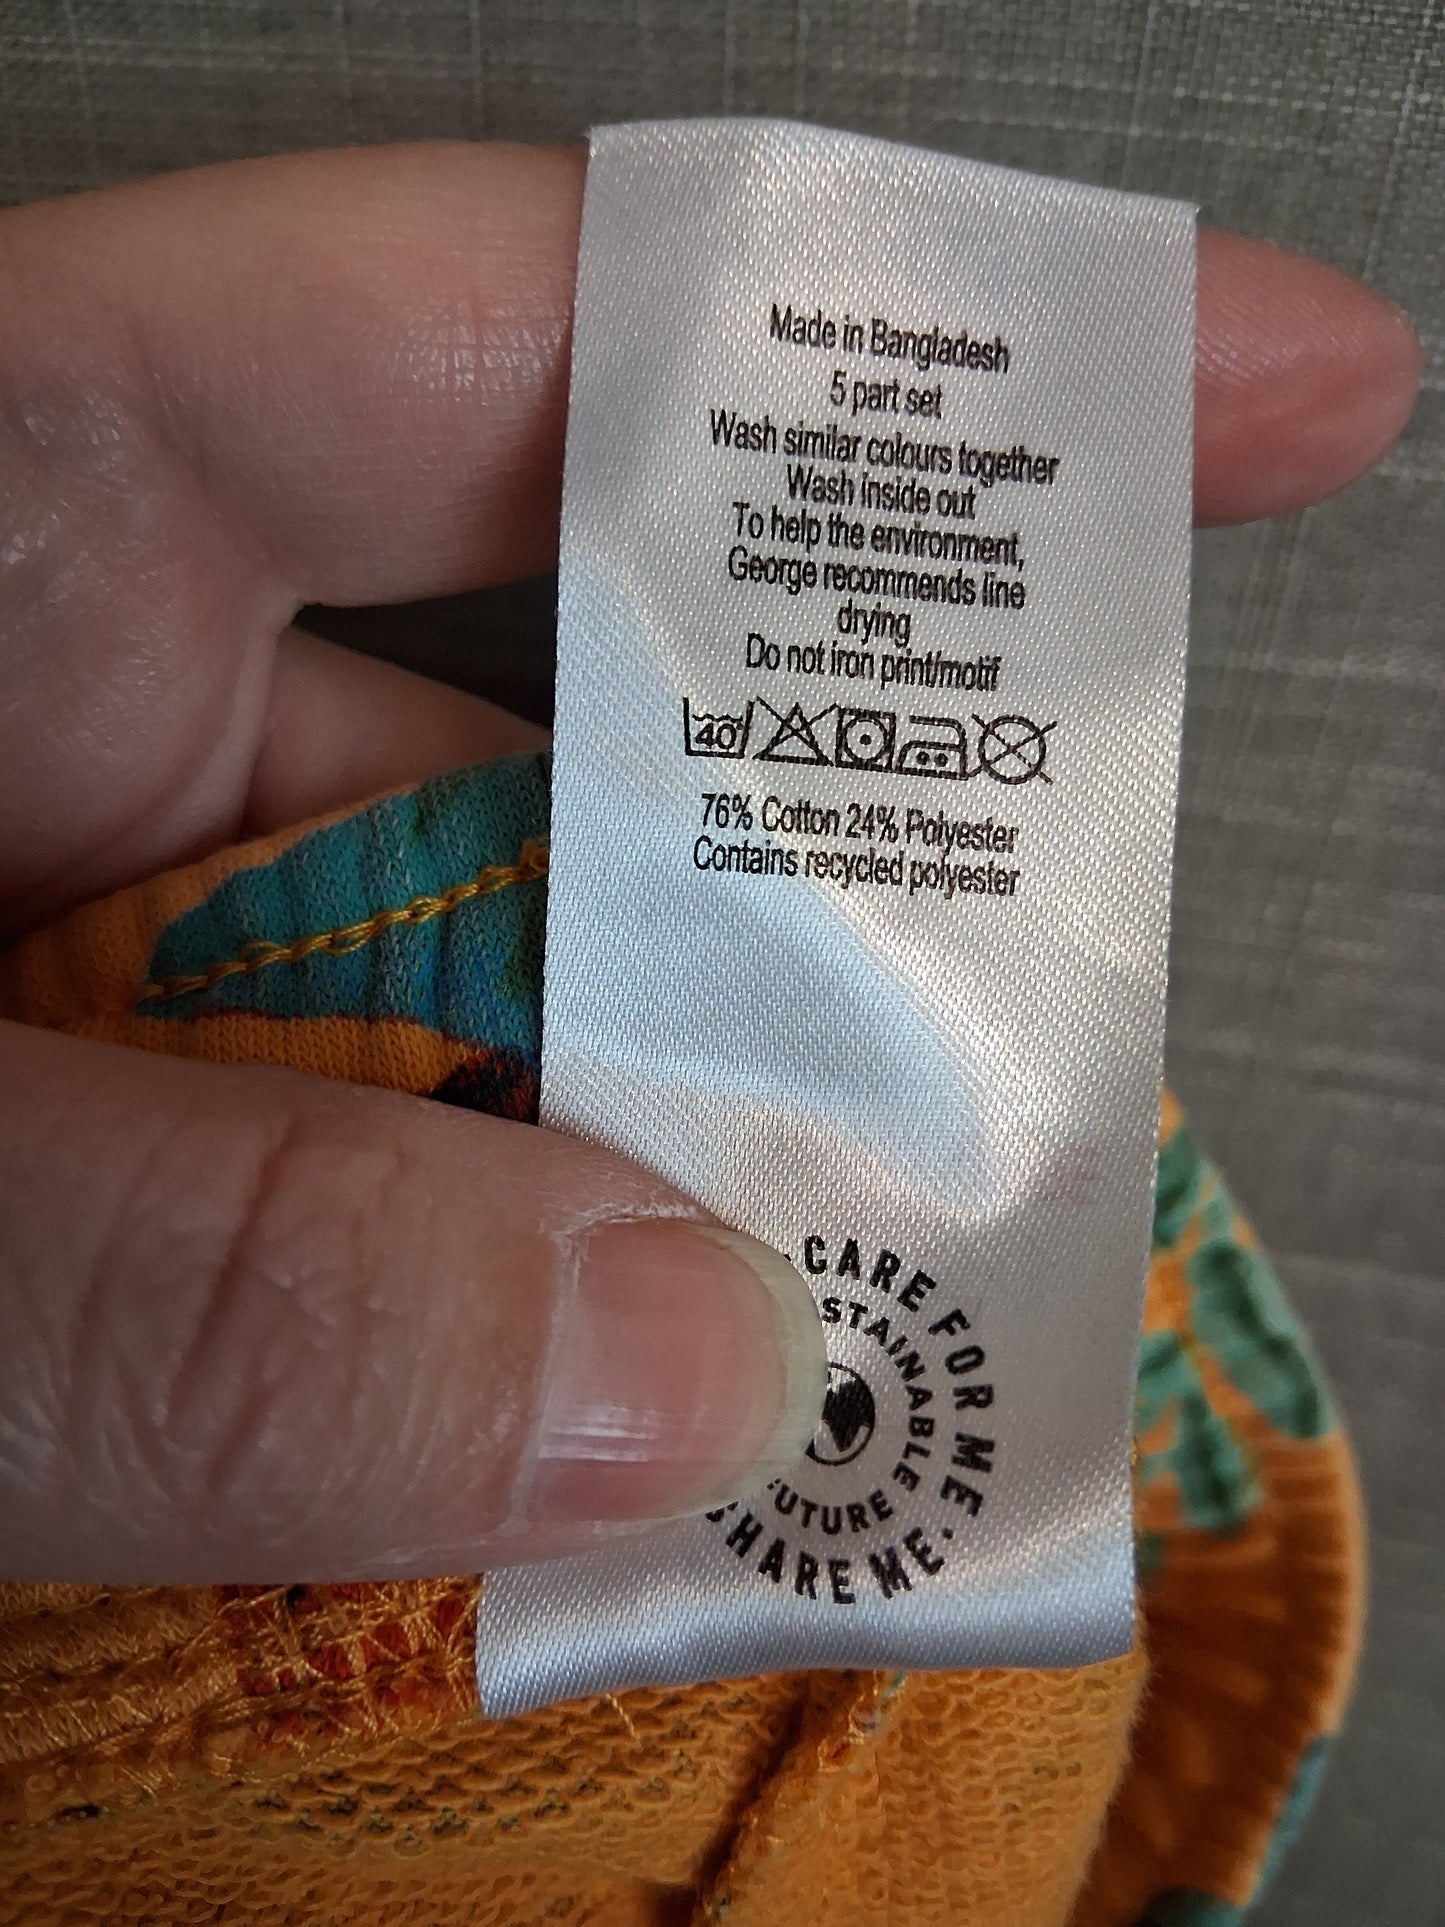 Made in Bangladesh
5 part set
Wash similar colours together
Wash inside out
To help the environment,
George recommends line
drying
Do not iron print/motif
40
76% Cotton 24% Polyester
Contains recycled polyester
·CARE FOR ME·
STAINABLE
UTURE
HARE ME·